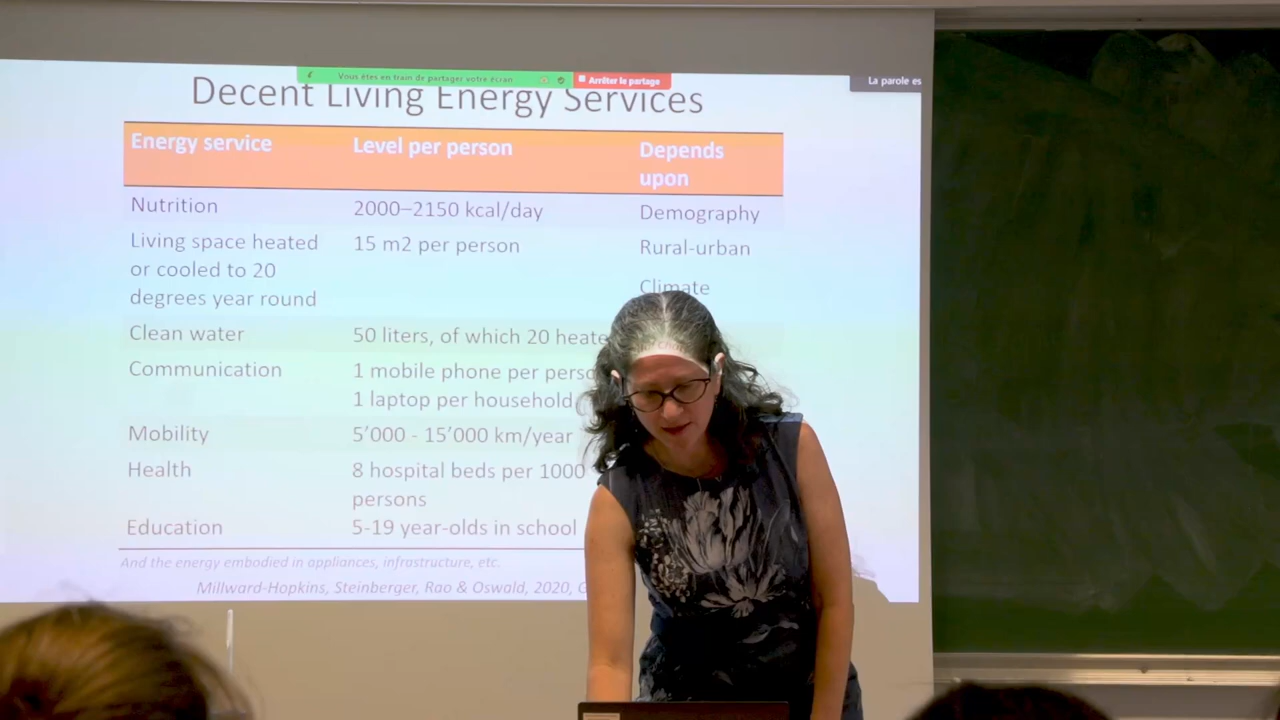 Vous êtes en train de partager votre écran
Arrêter le partage
La parole es
Decent Living Energy Services
Energy service
Level per person
Depends
upon
Nutrition
2000–2150 kcal/day
Demography
Living space heated
or cooled to 20
degrees year round
15 m2 per person
Rural-urban
Climate
Clean water
50 liters, of which 20 heate
Communication
1 mobile phone per perso
1 laptop per household
Mobility
5’000 - 15’000 km/year
Health
8 hospital beds per 1000
persons
Education
5-19 year-olds in school
And the energy embodied in appliances, infrastructure, etc.
Millward-Hopkins, Steinberger, Rao & Oswald, 2020, G